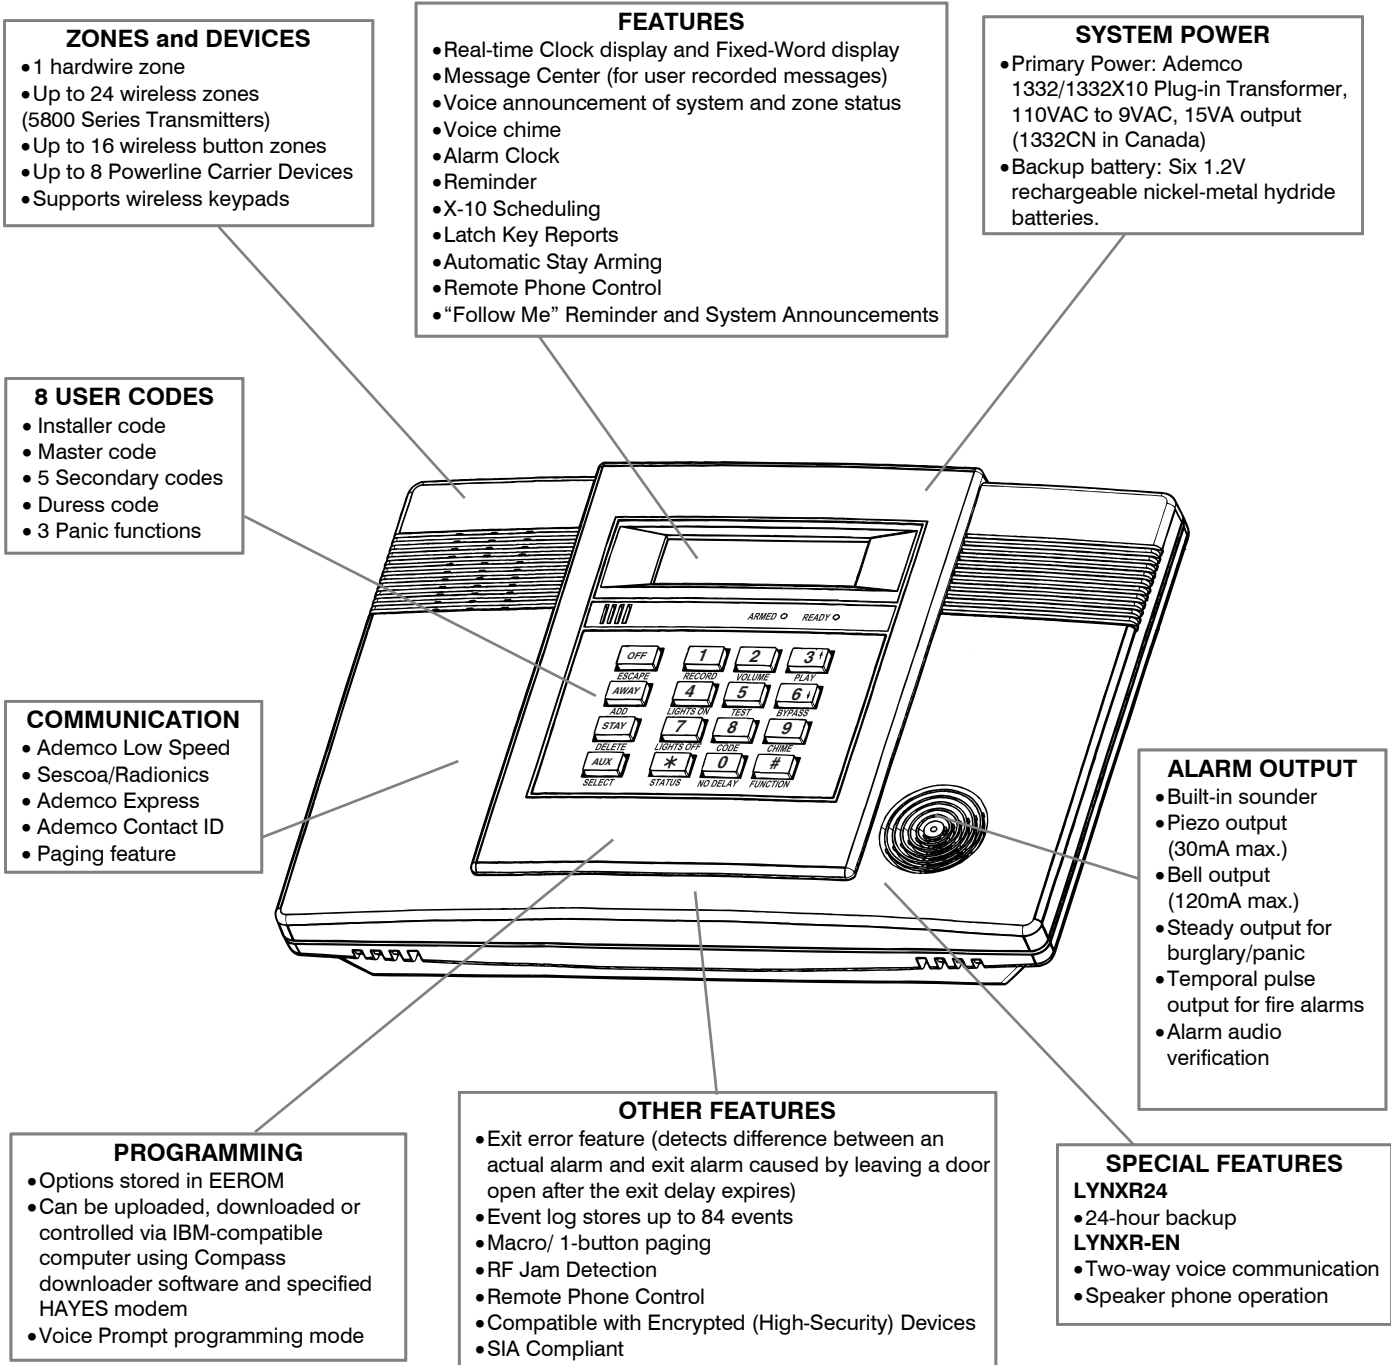 ZONES and DEVICES
•1 hardwire zone
•Up to 24 wireless zones
(5800 Series Transmitters)
•Up to 16 wireless button zones
•Up to 8 Powerline Carrier Devices
•Supports wireless keypads
FEATURES
•Real-time Clock display and Fixed-Word display
•Message Center (for user recorded messages)
•Voice announcement of system and zone status
•Voice chime
•Alarm Clock
•Reminder
•X-10 Scheduling
•Latch Key Reports
•Automatic Stay Arming
•Remote Phone Control
•“Follow Me” Reminder and System Announcements
SYSTEM POWER
•Primary Power: Ademco
1332/1332X10 Plug-in Transformer,
110VAC to 9VAC, 15VA output
(1332CN in Canada)
•Backup battery: Six 1.2V
rechargeable nickel-metal hydride
batteries.
8 USER CODES
• Installer code
• Master code
• 5 Secondary codes
• Duress code
• 3 Panic functions
ARMED READY
OFF 1 2 3
ESCAPE RECORD VOLUME PLAY
AWAY 4 5 6
ADD LIGHTS ON TEST BYPASS
STAY 7 8 9
DELETE LIGHTS OFF CODE CHIME
AUX * 0 #
SELECT STATUS NO DELAY FUNCTION
COMMUNICATION
• Ademco Low Speed
• Sescoa/Radionics
• Ademco Express
• Ademco Contact ID
• Paging feature
ALARM OUTPUT
•Built-in sounder
•Piezo output
(30mA max.)
•Bell output
(120mA max.)
•Steady output for
burglary/panic
•Temporal pulse
output for fire alarms
•Alarm audio
verification
PROGRAMMING
•Options stored in EEROM
•Can be uploaded, downloaded or
controlled via IBM-compatible
computer using Compass
downloader software and specified
HAYES modem
•Voice Prompt programming mode
OTHER FEATURES
•Exit error feature (detects difference between an
actual alarm and exit alarm caused by leaving a door
open after the exit delay expires)
•Event log stores up to 84 events
•Macro/ 1-button paging
•RF Jam Detection
•Remote Phone Control
•Compatible with Encrypted (High-Security) Devices
•SIA Compliant
SPECIAL FEATURES
LYNXR24
•24-hour backup
LYNXR-EN
•Two-way voice communication
•Speaker phone operation